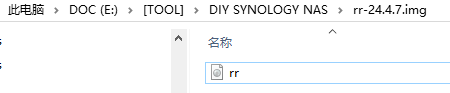 此电脑 > DOC (E:) > [TOOL] > DIY SYNOLOGY NAS > rr-24.4.7.img
名称
rr